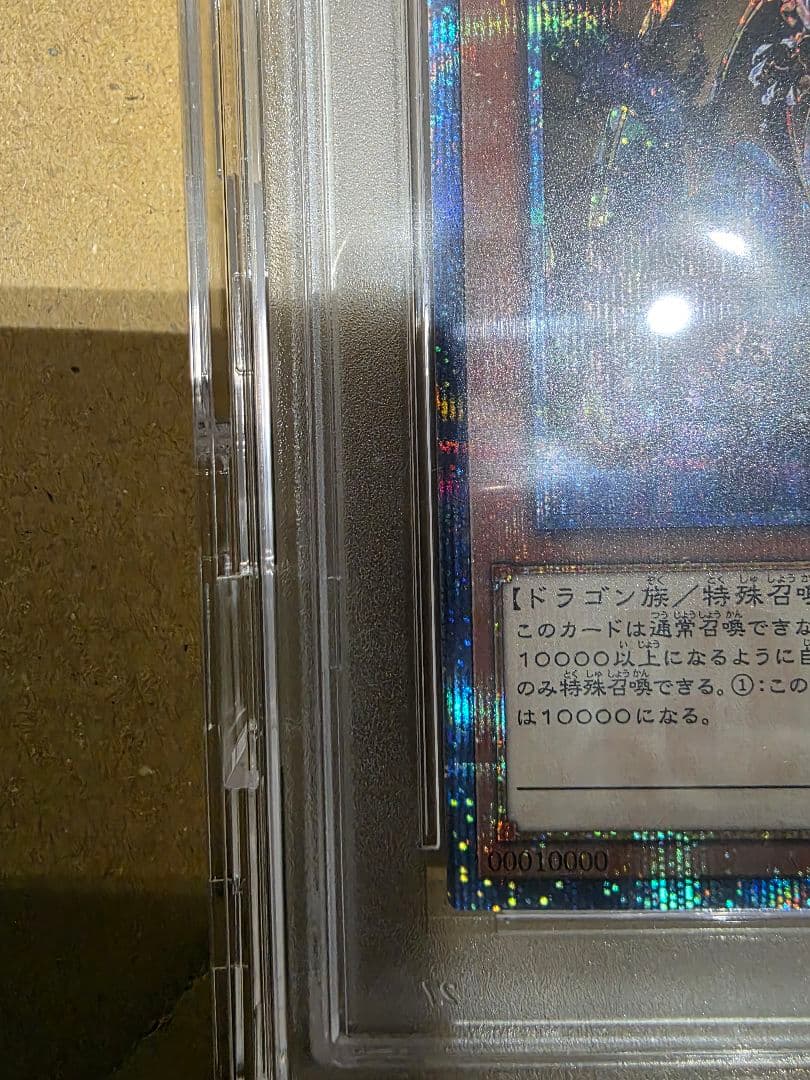 【ドラゴン族／特殊召喚
このカードは通常召喚できな
10000以上になるように自
のみ特殊召喚できる。①：この
は10000になる。
00010000